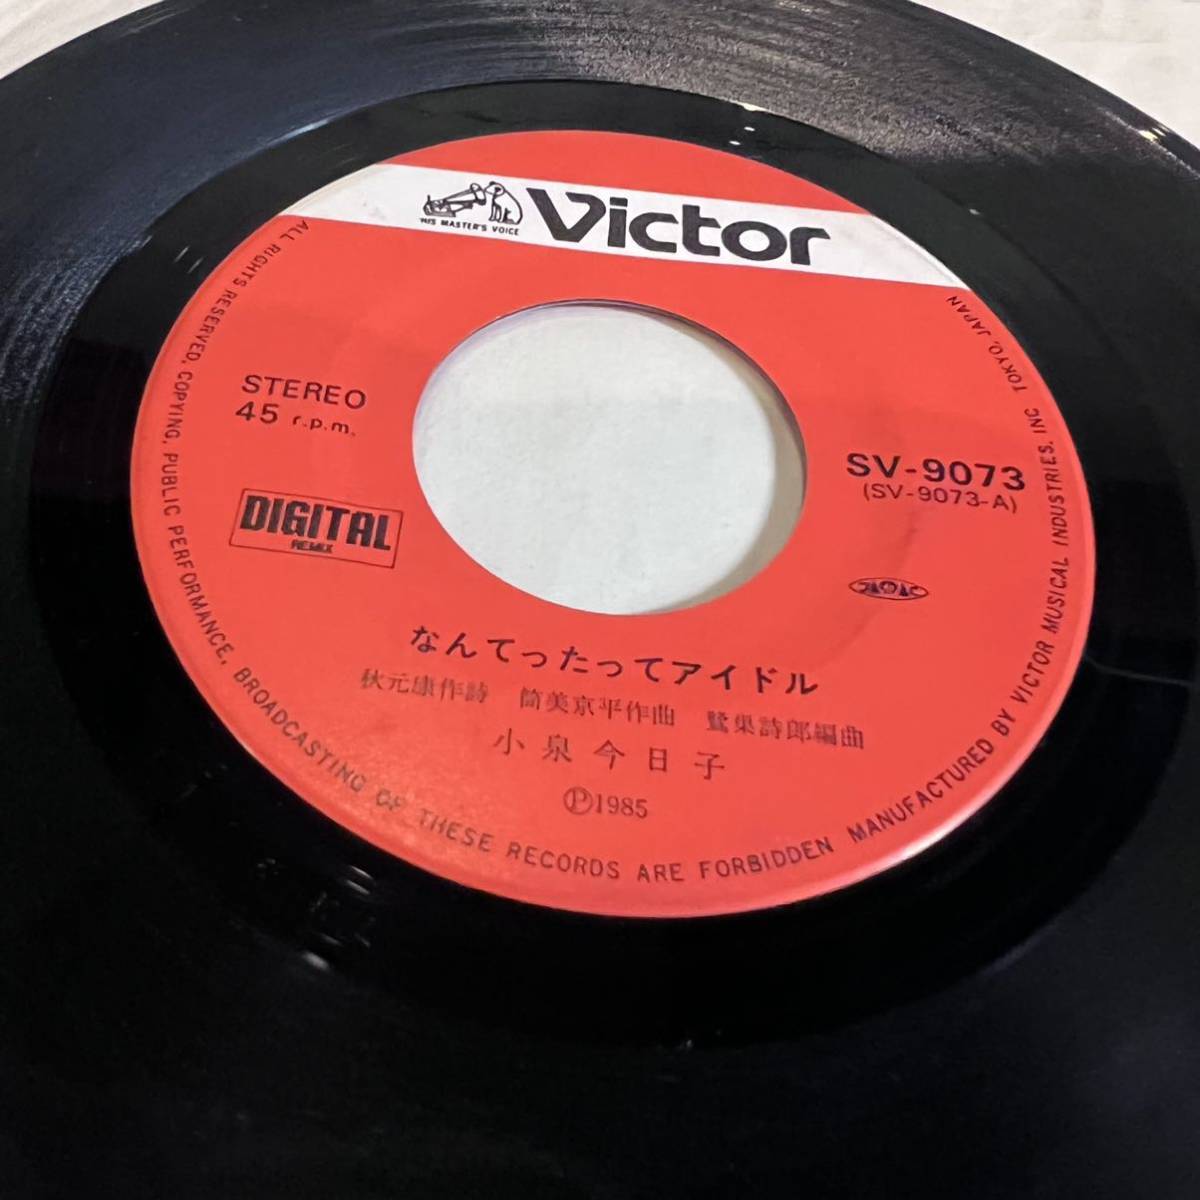 "HIS MASTER'S VOICE"
Victor
STEREO
45 r.p.m.
DIGITAL
REMIX
SV-9073
(SV-9073-A)
なんてったってアイドル
秋元康作詩 筒美京平作曲 鷺巣詩郎編曲
小泉今日子
Ⓟ1985
ALL RIGHTS RESERVED. COPYING, PUBLIC PERFORMANCE, BROADCASTING OF THESE RECORDS ARE FORBIDDEN MANUFACTURED BY VICTOR MUSICAL INDUSTRIES, INC TOKYO, JAPAN